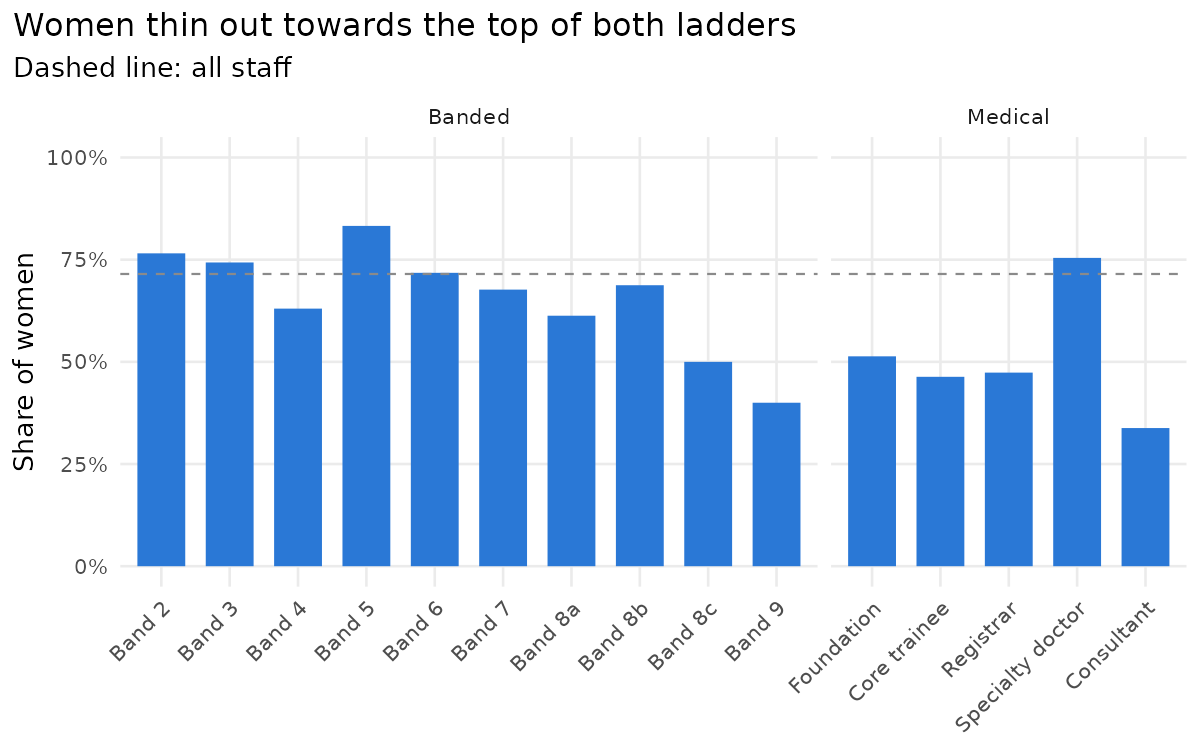 Women thin out towards the top of both ladders
Dashed line: all staff
Banded
Medical
Share of women
100%
75%
50%
25%
0%
Band 2
Band 3
Band 4
Band 5
Band 6
Band 7
Band 8a
Band 8b
Band 8c
Band 9
Foundation
Core trainee
Registrar
Specialty doctor
Consultant